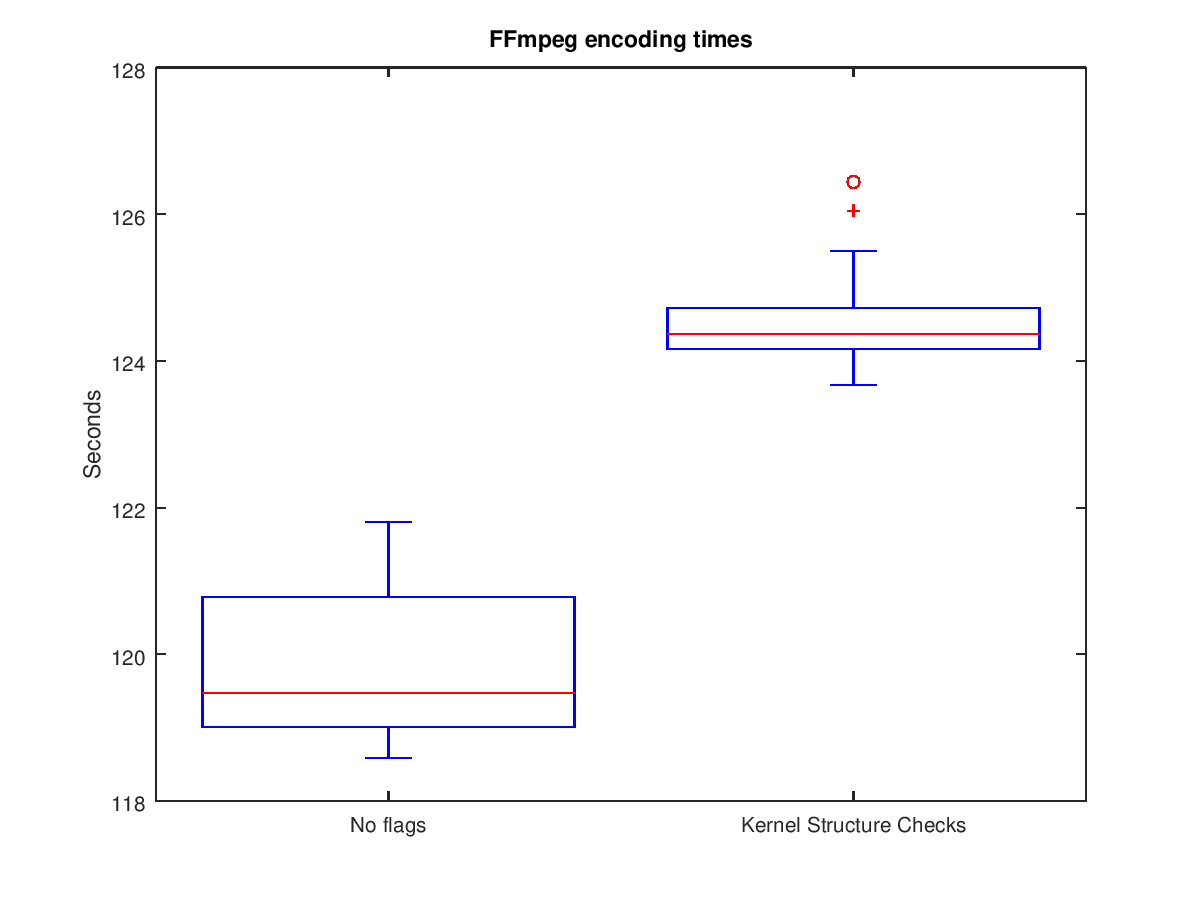 FFmpeg encoding times
128
126
124
122
120
118
Seconds
No flags
Kernel Structure Checks